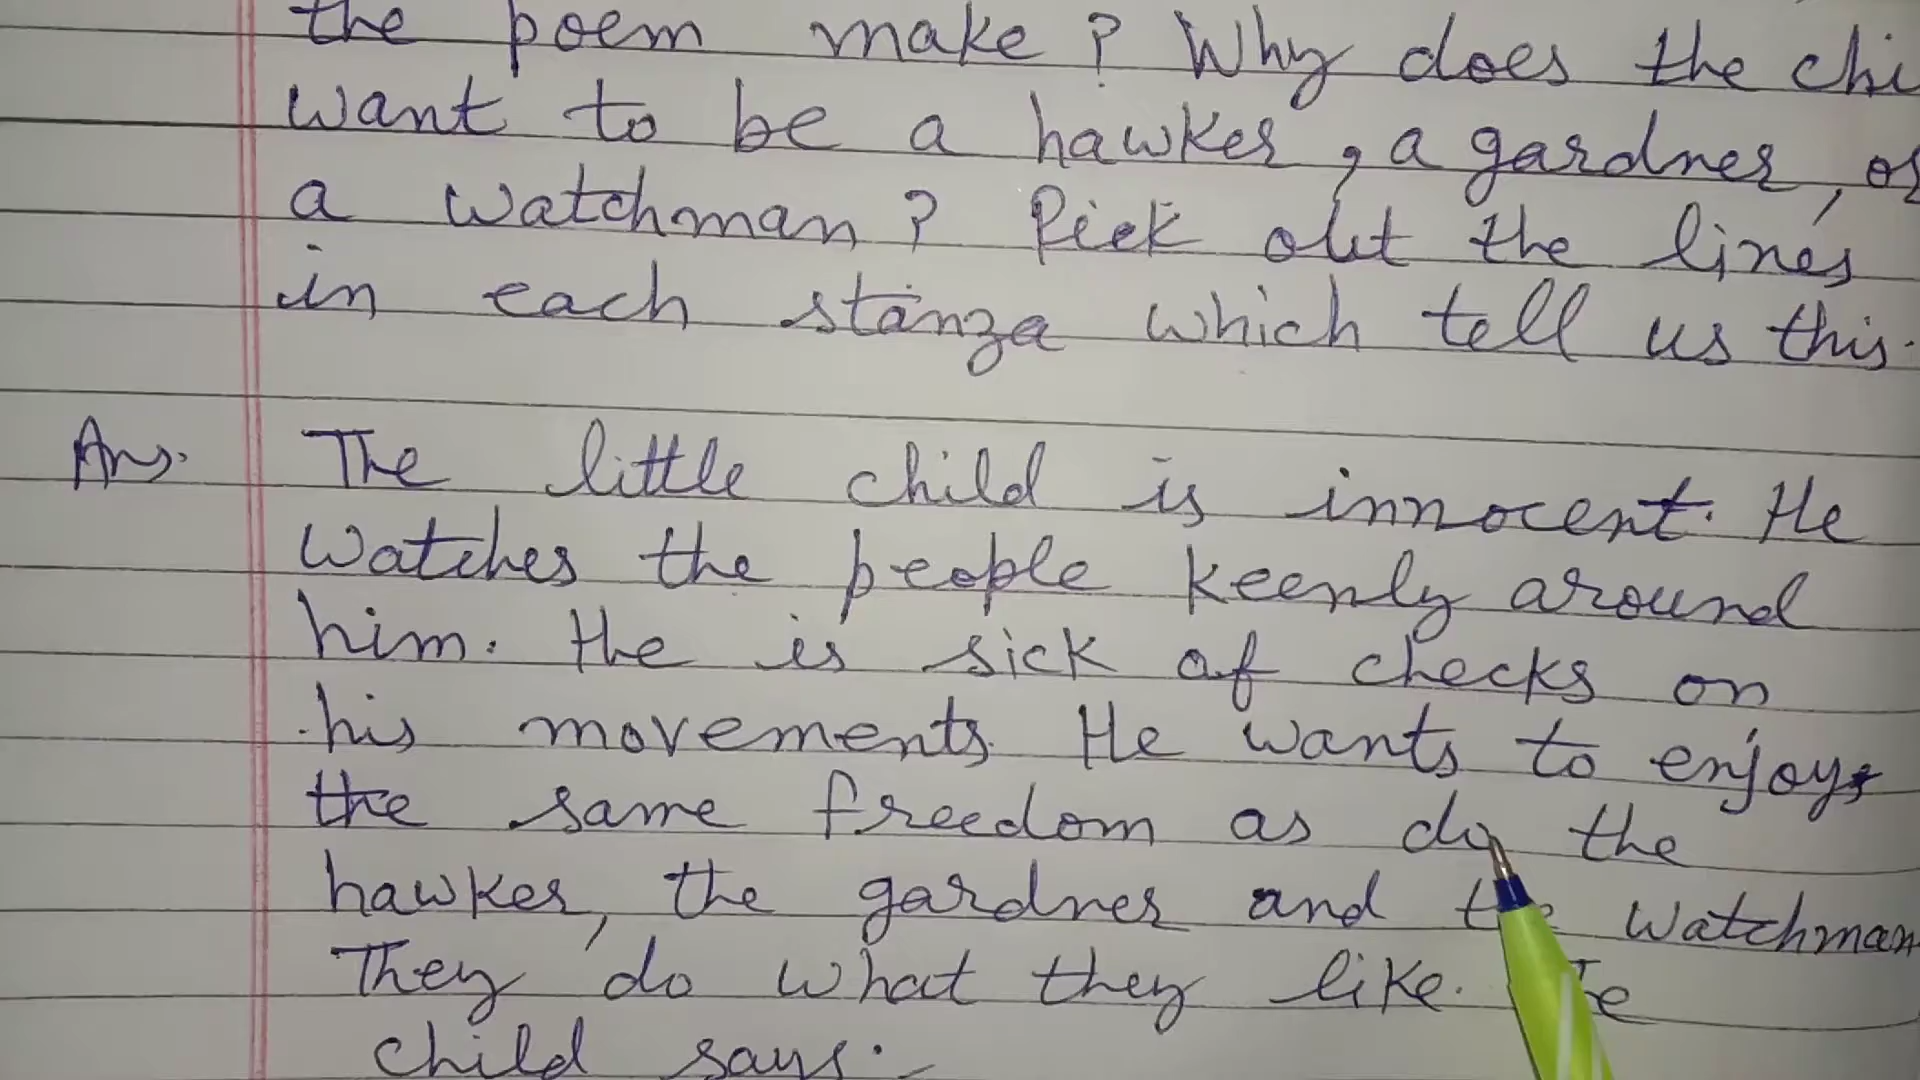 the poem make ? Why does the chi
want to be a hawker , a gardner , or
a watchman ? Pick out the lines
in each stanza which tell us this .
Ans. The little child is innocent. He
watches the people keenly around
him. He is sick of checks on
his movements. He wants to enjoy
the same freedom as do the
hawker, the gardner and the watchman
They do what they like.
child says:-